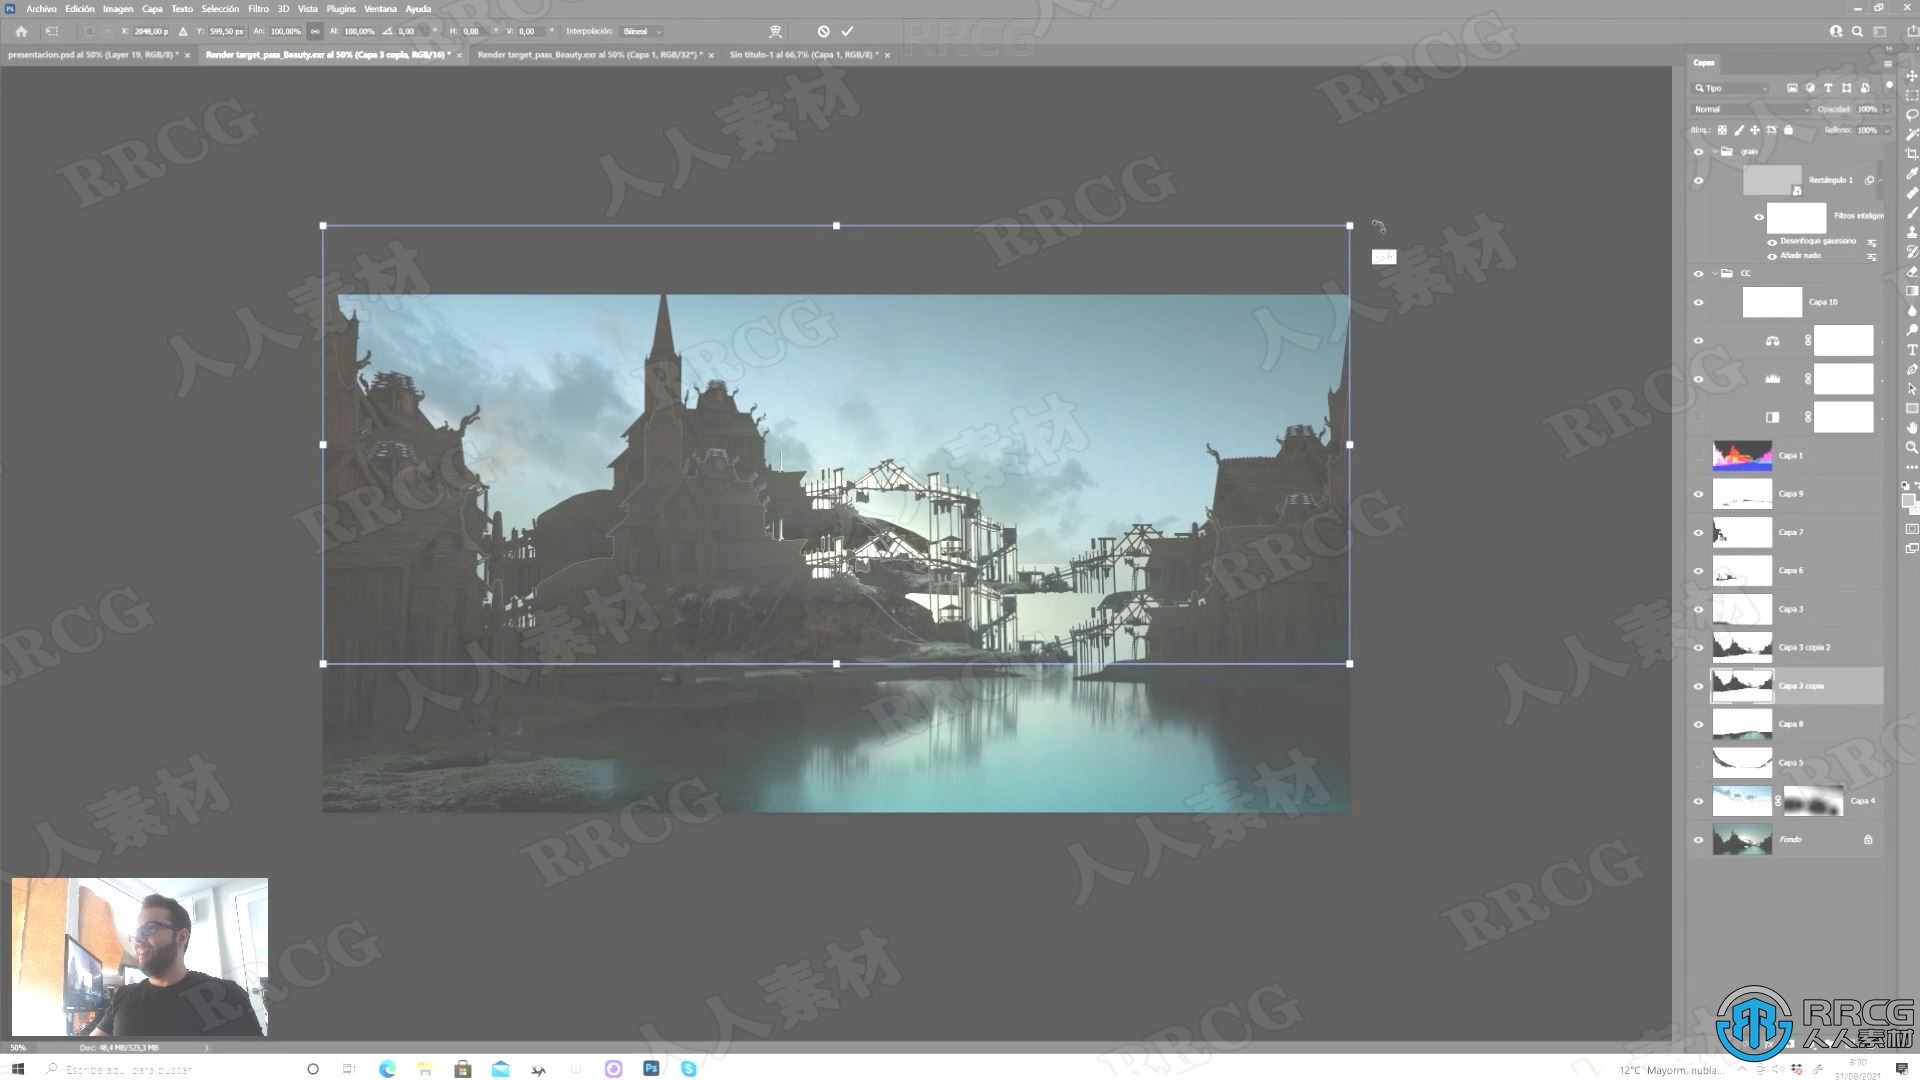 Ps Archivo Edición Imagen Capa Texto Selección Filtro 3D Vista Plugins Ventana Ayuda
X: 2048,00 p Y: 599,50 px An: 100,00% Al: 100,00% 0,00 ° H: 0,00 ° V: 0,00 ° Interpolación: Bilineal
presentacion.psd al 50% (Layer 19, RGB/8) * × Render target_pass_Beauty.exr al 50% (Capa 3 copia, RGB/16) * × Render target_pass_Beauty.exr al 50% (Capa 1, RGB/32*) * × Sin título-1 al 66,7% (Capa 1, RGB/8) * ×
Capas
Tipo
Normal Opacidad: 100%
Bloq.: Relleno: 100%
grain
Rectángulo 1
Filtros inteligen
Desenfoque gaussiano
Añadir ruido
CC
Capa 10
Capa 1
Capa 9
Capa 7
Capa 6
Capa 3
Capa 3 copia 2
Capa 3 copia
Capa 8
Capa 5
Capa 4
Fondo
50% Doc: 48,4 MB/523,3 MB
Escribe aquí para buscar
12°C Mayorm. nubla...
8:30
31/08/2021
RRCG
人人素材